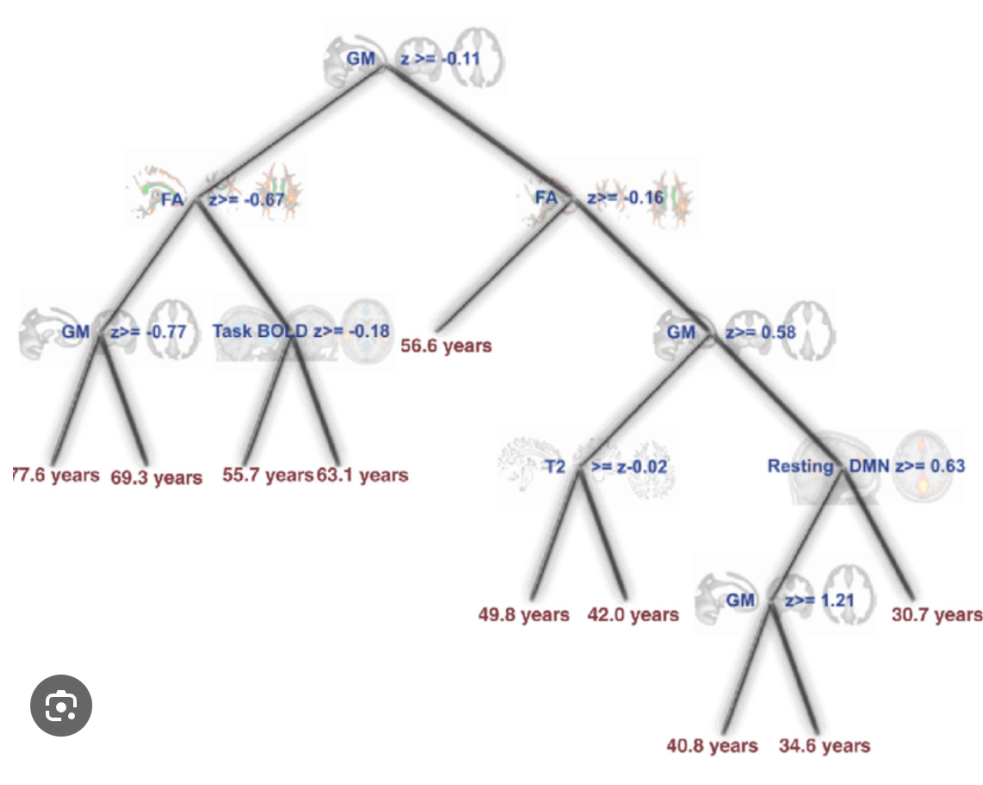 GM z >= -0.11
FA z>= -0.67
FA z>= -0.16
GM z>= -0.77
Task BOLD z>= -0.18
56.6 years
GM z>= 0.58
77.6 years
69.3 years
55.7 years
63.1 years
T2 >= z-0.02
Resting DMN z>= 0.63
49.8 years
42.0 years
GM z>= 1.21
30.7 years
40.8 years
34.6 years